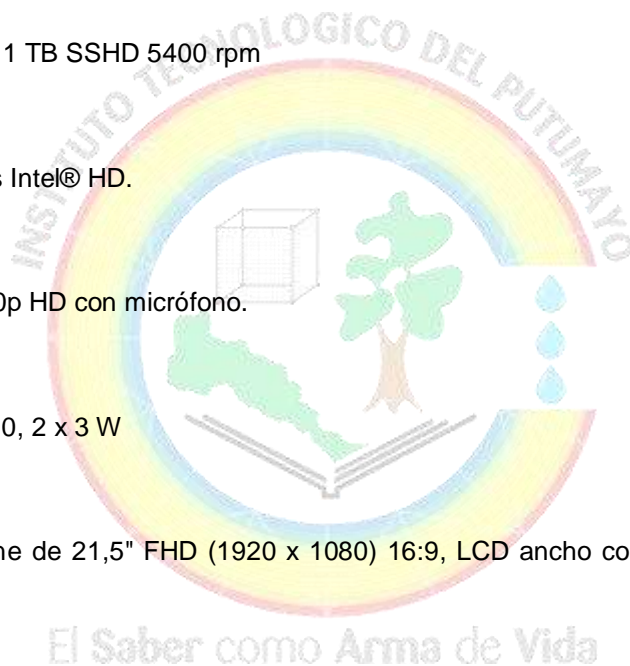 1 TB SSHD 5400 rpm
INSTITUTO TECNOLOGICO DEL PUTUMAYO
s Intel® HD.
0p HD con micrófono.
0, 2 x 3 W
ne de 21,5" FHD (1920 x 1080) 16:9, LCD ancho co
El Saber como Arma de Vida